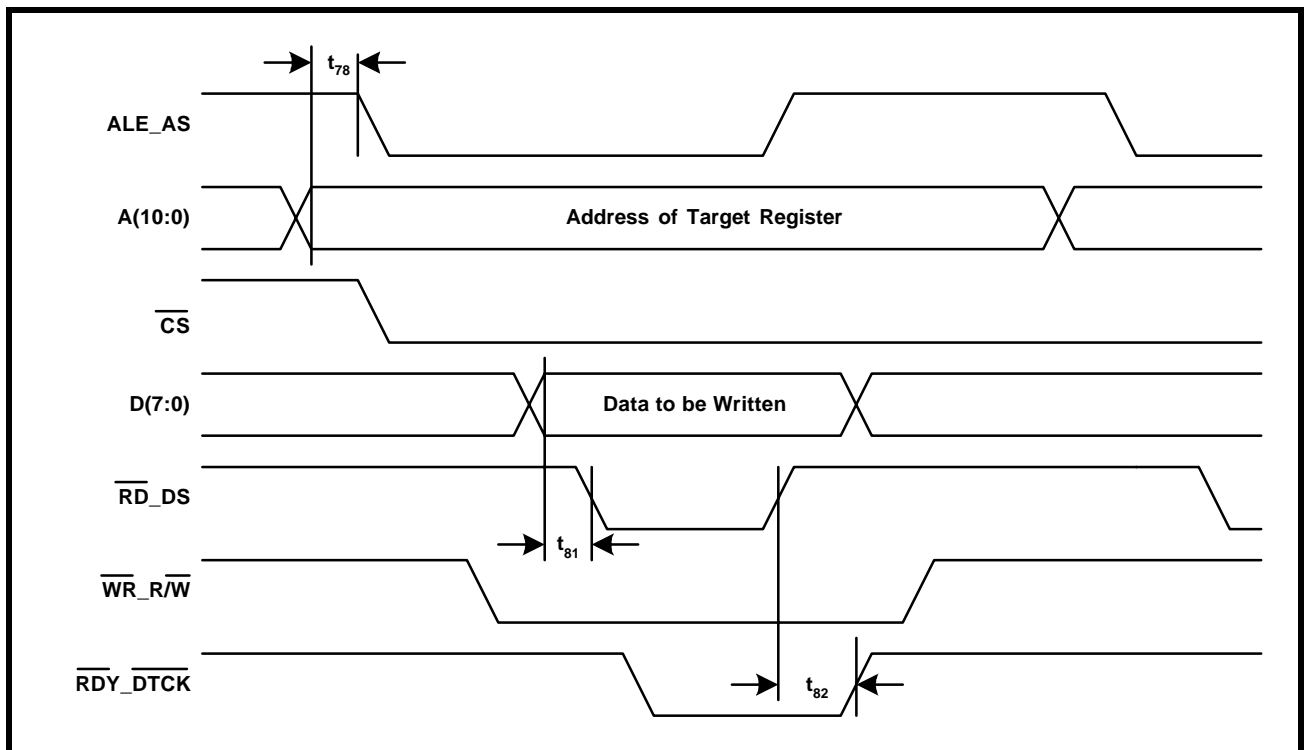 t78
ALE_AS
A(10:0) Address of Target Register
CS
D(7:0) Data to be Written
RD_DS
t81
WR_R/W
RDY_DTCK
t82